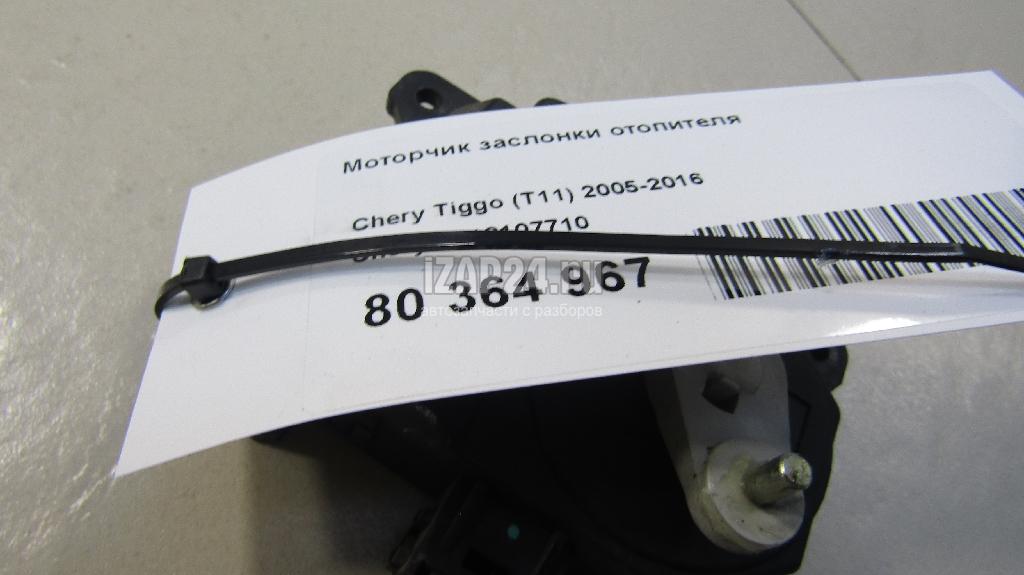 Моторчик заслонки отопителя
Chery Tiggo (T11) 2005-2016
80 364 967
iZAP24.ru
автозапчасти с разборов